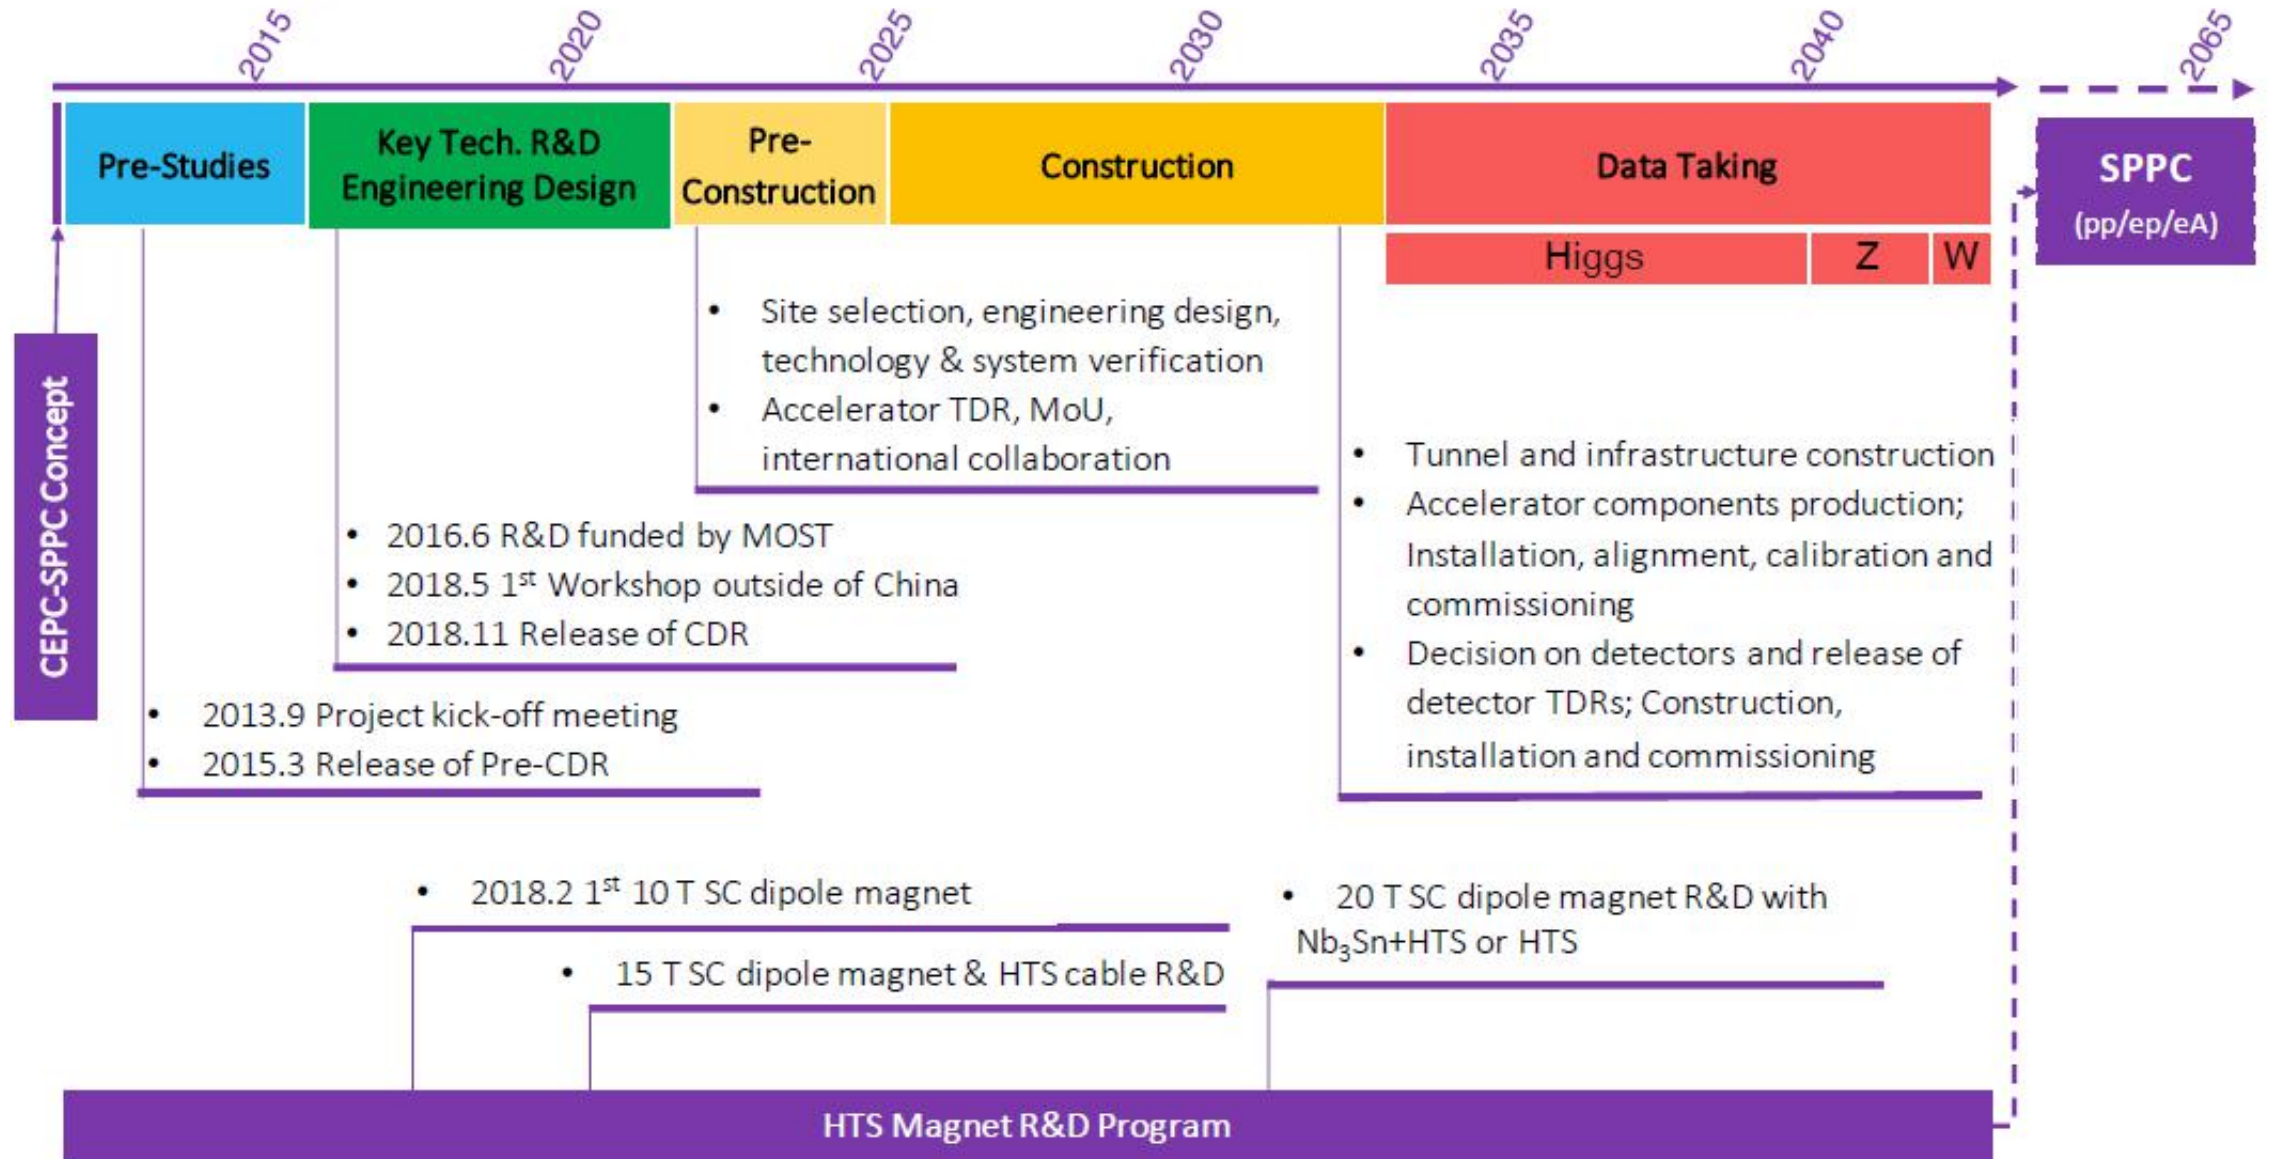 2015
2020
2025
2030
2035
2040
2065
Pre-Studies
Key Tech. R&D
Engineering Design
Pre-
Construction
Construction
Data Taking
SPPC
(pp/ep/eA)
Higgs
Z
W
CEPC-SPPC Concept
• Site selection, engineering design,
technology & system verification
• Accelerator TDR, MoU,
international collaboration
• 2016.6 R&D funded by MOST
• 2018.5 1st Workshop outside of China
• 2018.11 Release of CDR
• 2013.9 Project kick-off meeting
• 2015.3 Release of Pre-CDR
• Tunnel and infrastructure construction
• Accelerator components production;
Installation, alignment, calibration and
commissioning
• Decision on detectors and release of
detector TDRs; Construction,
installation and commissioning
• 2018.2 1st 10 T SC dipole magnet
• 15 T SC dipole magnet & HTS cable R&D
• 20 T SC dipole magnet R&D with
Nb₃Sn+HTS or HTS
HTS Magnet R&D Program